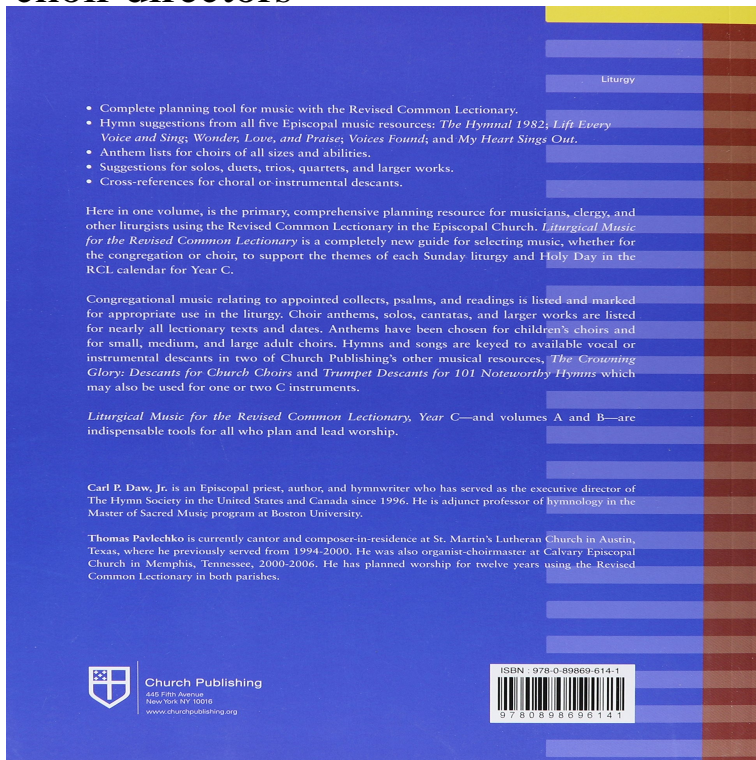 choir directors
Liturgy
• Complete planning tool for music with the Revised Common Lectionary.
• Hymn suggestions from all five Episcopal music resources: The Hymnal 1982; Lift Every
Voice and Sing; Wonder, Love, and Praise; Voices Found; and My Heart Sings Out.
• Anthem lists for choirs of all sizes and abilities.
• Suggestions for solos, duets, trios, quartets, and larger works.
• Cross-references for choral or instrumental descants.
Here in one volume, is the primary, comprehensive planning resource for musicians, clergy, and
other liturgists using the Revised Common Lectionary in the Episcopal Church. Liturgical Music
for the Revised Common Lectionary is a completely new guide for selecting music, whether for
the congregation or choir, to support the themes of each Sunday liturgy and Holy Day in the
RCL calendar for Year C.
Congregational music relating to appointed collects, psalms, and readings is listed and marked
for appropriate use in the liturgy. Choir anthems, solos, cantatas, and larger works are listed
for nearly all lectionary texts and dates. Anthems have been chosen for children's choirs and
for small, medium, and large adult choirs. Hymns and songs are keyed to available vocal or
instrumental descants in two of Church Publishing's other musical resources, The Crowning
Glory: Descants for Church Choirs and Trumpet Descants for 101 Noteworthy Hymns which
may also be used for one or two C instruments.
Liturgical Music for the Revised Common Lectionary, Year C—and volumes A and B—are
indispensable tools for all who plan and lead worship.
Carl P. Daw, Jr. is an Episcopal priest, author, and hymnwriter who has served as the executive director of
The Hymn Society in the United States and Canada since 1996. He is adjunct professor of hymnology in the
Master of Sacred Music program at Boston University.
Thomas Pavlechko is currently cantor and composer-in-residence at St. Martin's Lutheran Church in Austin,
Texas, where he previously served from 1994-2000. He was also organist-choirmaster at Calvary Episcopal
Church in Memphis, Tennessee, 2000-2006. He has planned worship for twelve years using the Revised
Common Lectionary in both parishes.
Church Publishing
445 Fifth Avenue
New York NY 10016
www.churchpublishing.org
ISBN : 978-0-89869-614-1
9 780898 696141